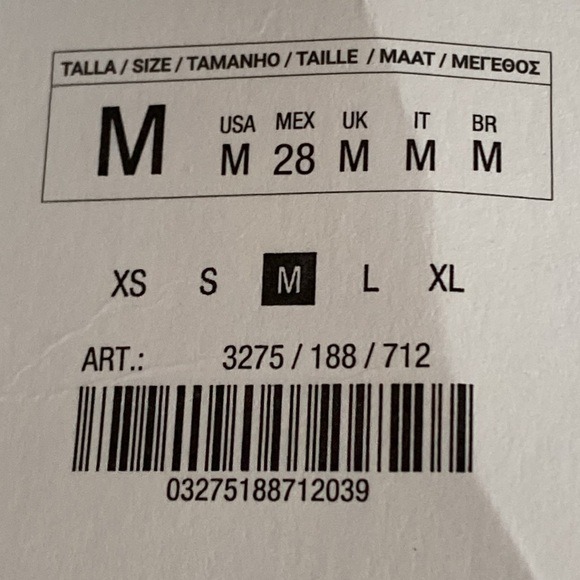 TALLA / SIZE / TAMANHO / TAILLE / MAAT / ΜΕΓΕΘΟΣ
M
USA MEX UK IT BR
M 28 M M M
XS S M L XL
ART.: 3275 / 188 / 712
03275188712039